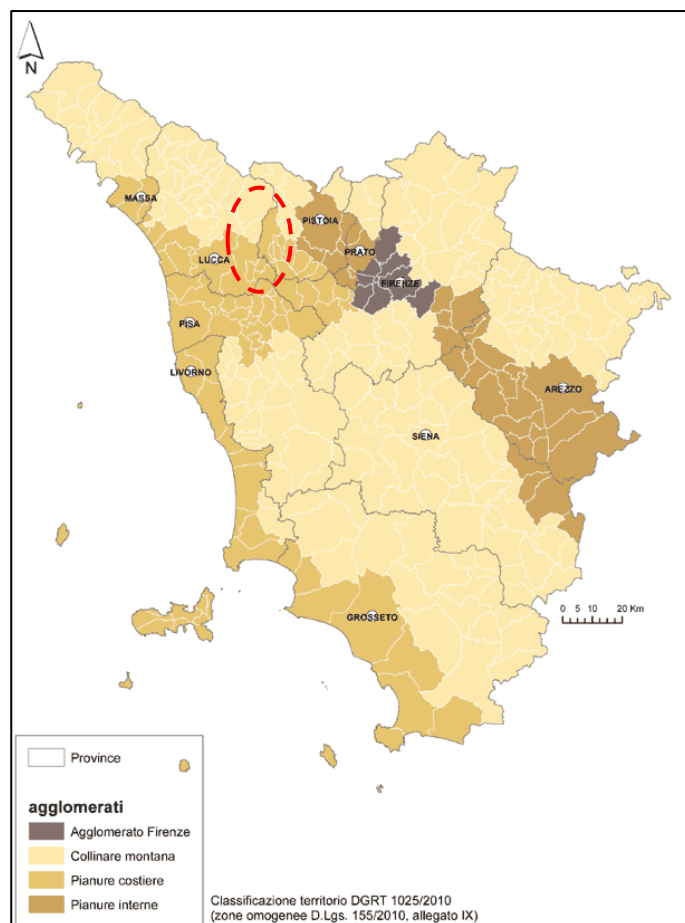 N
MASSA
PISTOIA
PRATO
LUCCA
FIRENZE
PISA
LIVORNO
AREZZO
SIENA
GROSSETO
0 5 10 20 Km
Province
agglomerati
Agglomerato Firenze
Collinare montana
Pianure costiere
Pianure interne
Classificazione territorio DGRT 1025/2010
(zone omogenee D.Lgs. 155/2010, allegato IX)